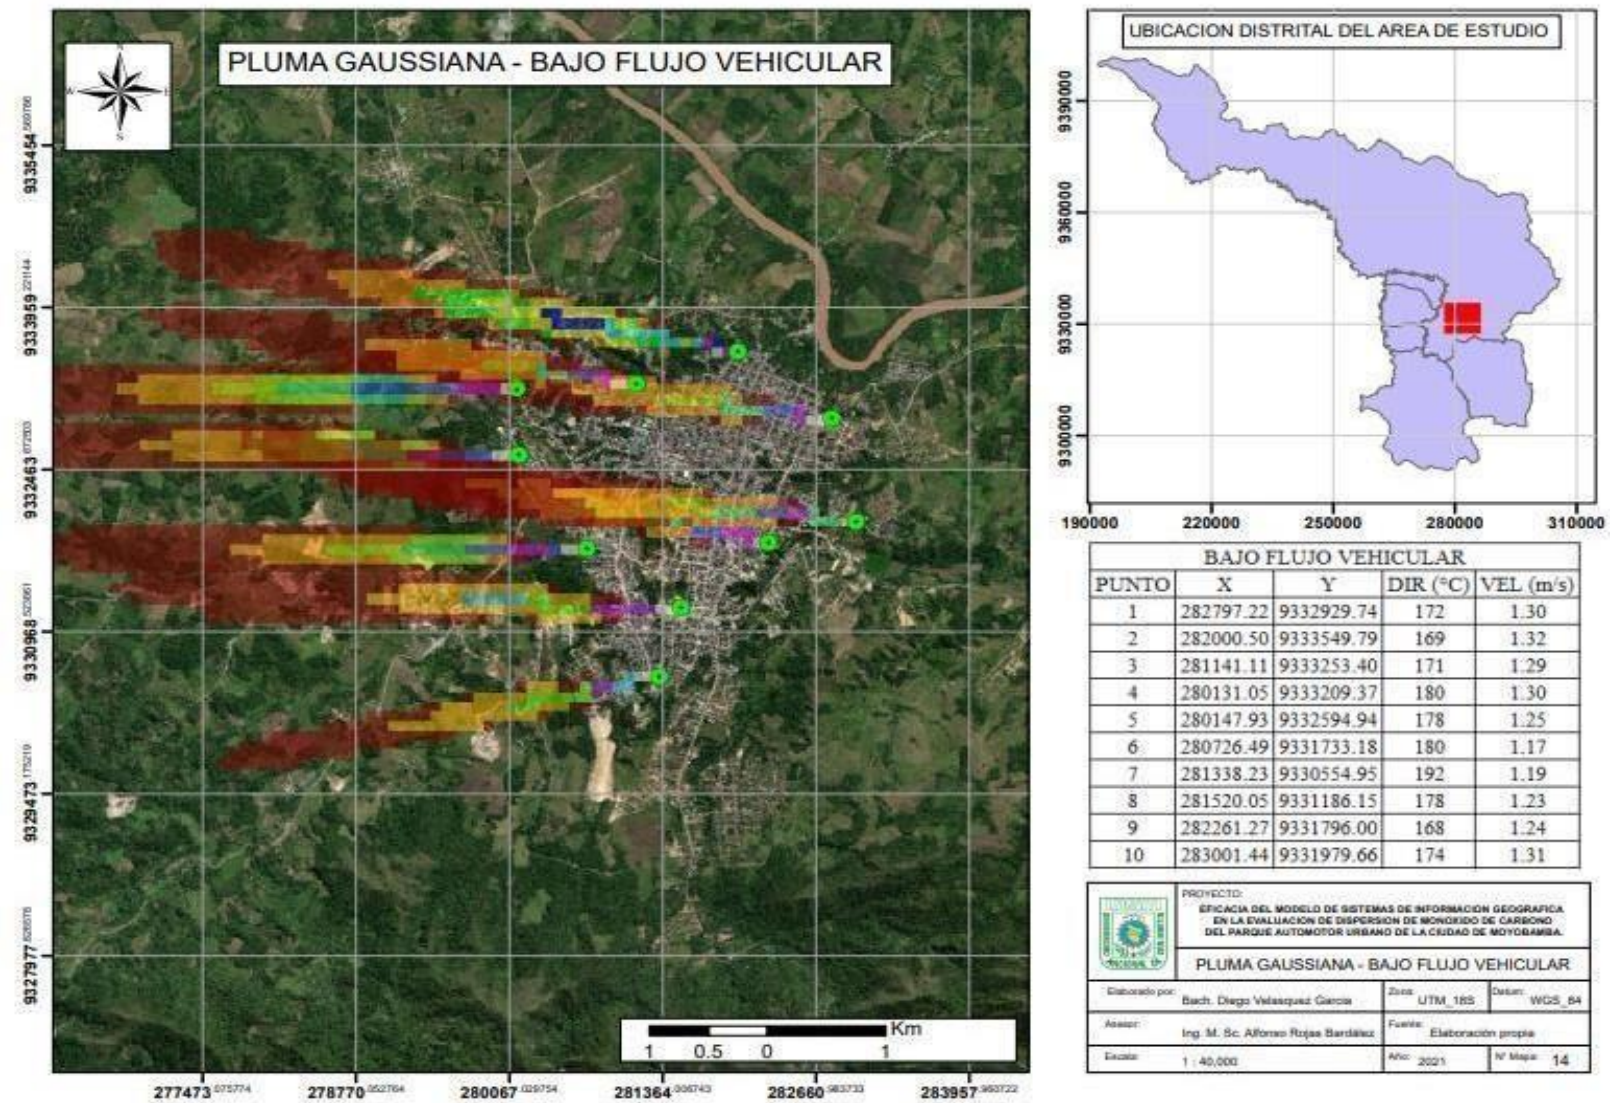 PLUMA GAUSSIANA - BAJO FLUJO VEHICULAR
N
W
E
S
9335454
9333959
9332463
9330968
9329473
9327977
Km
1 0.5 0 1
277473 278770 280067 281364 282660 283957
UBICACION DISTRITAL DEL AREA DE ESTUDIO
9390000
9360000
9330000
9300000
190000 220000 250000 280000 310000
BAJO FLUJO VEHICULAR
PUNTO X Y DIR (°C) VEL (m/s)
1 282797.22 9332929.74 172 1.30
2 282000.50 9333549.79 169 1.32
3 281141.11 9333253.40 171 1.29
4 280131.05 9333209.37 180 1.30
5 280147.93 9332594.94 178 1.25
6 280726.49 9331733.18 180 1.17
7 281338.23 9330554.95 192 1.19
8 281520.05 9331186.15 178 1.23
9 282261.27 9331796.00 168 1.24
10 283001.44 9331979.66 174 1.31
PROYECTO:
EFICACIA DEL MODELO DE SISTEMAS DE INFORMACION GEOGRAFICA
EN LA EVALUACION DE DISPERSION DE MONOXIDO DE CARBONO
DEL PARQUE AUTOMOTOR URBANO DE LA CIUDAD DE MOYOBAMBA.
PLUMA GAUSSIANA - BAJO FLUJO VEHICULAR
Elaborado por: Bach. Diego Velasquez Garcia Zona: UTM_18S Datum: WGS_84
Asesor: Ing. M. Sc. Alfonso Rojas Bardález Fuente: Elaboración propia
Escala: 1 : 40,000 Año: 2021 N° Mapa: 14